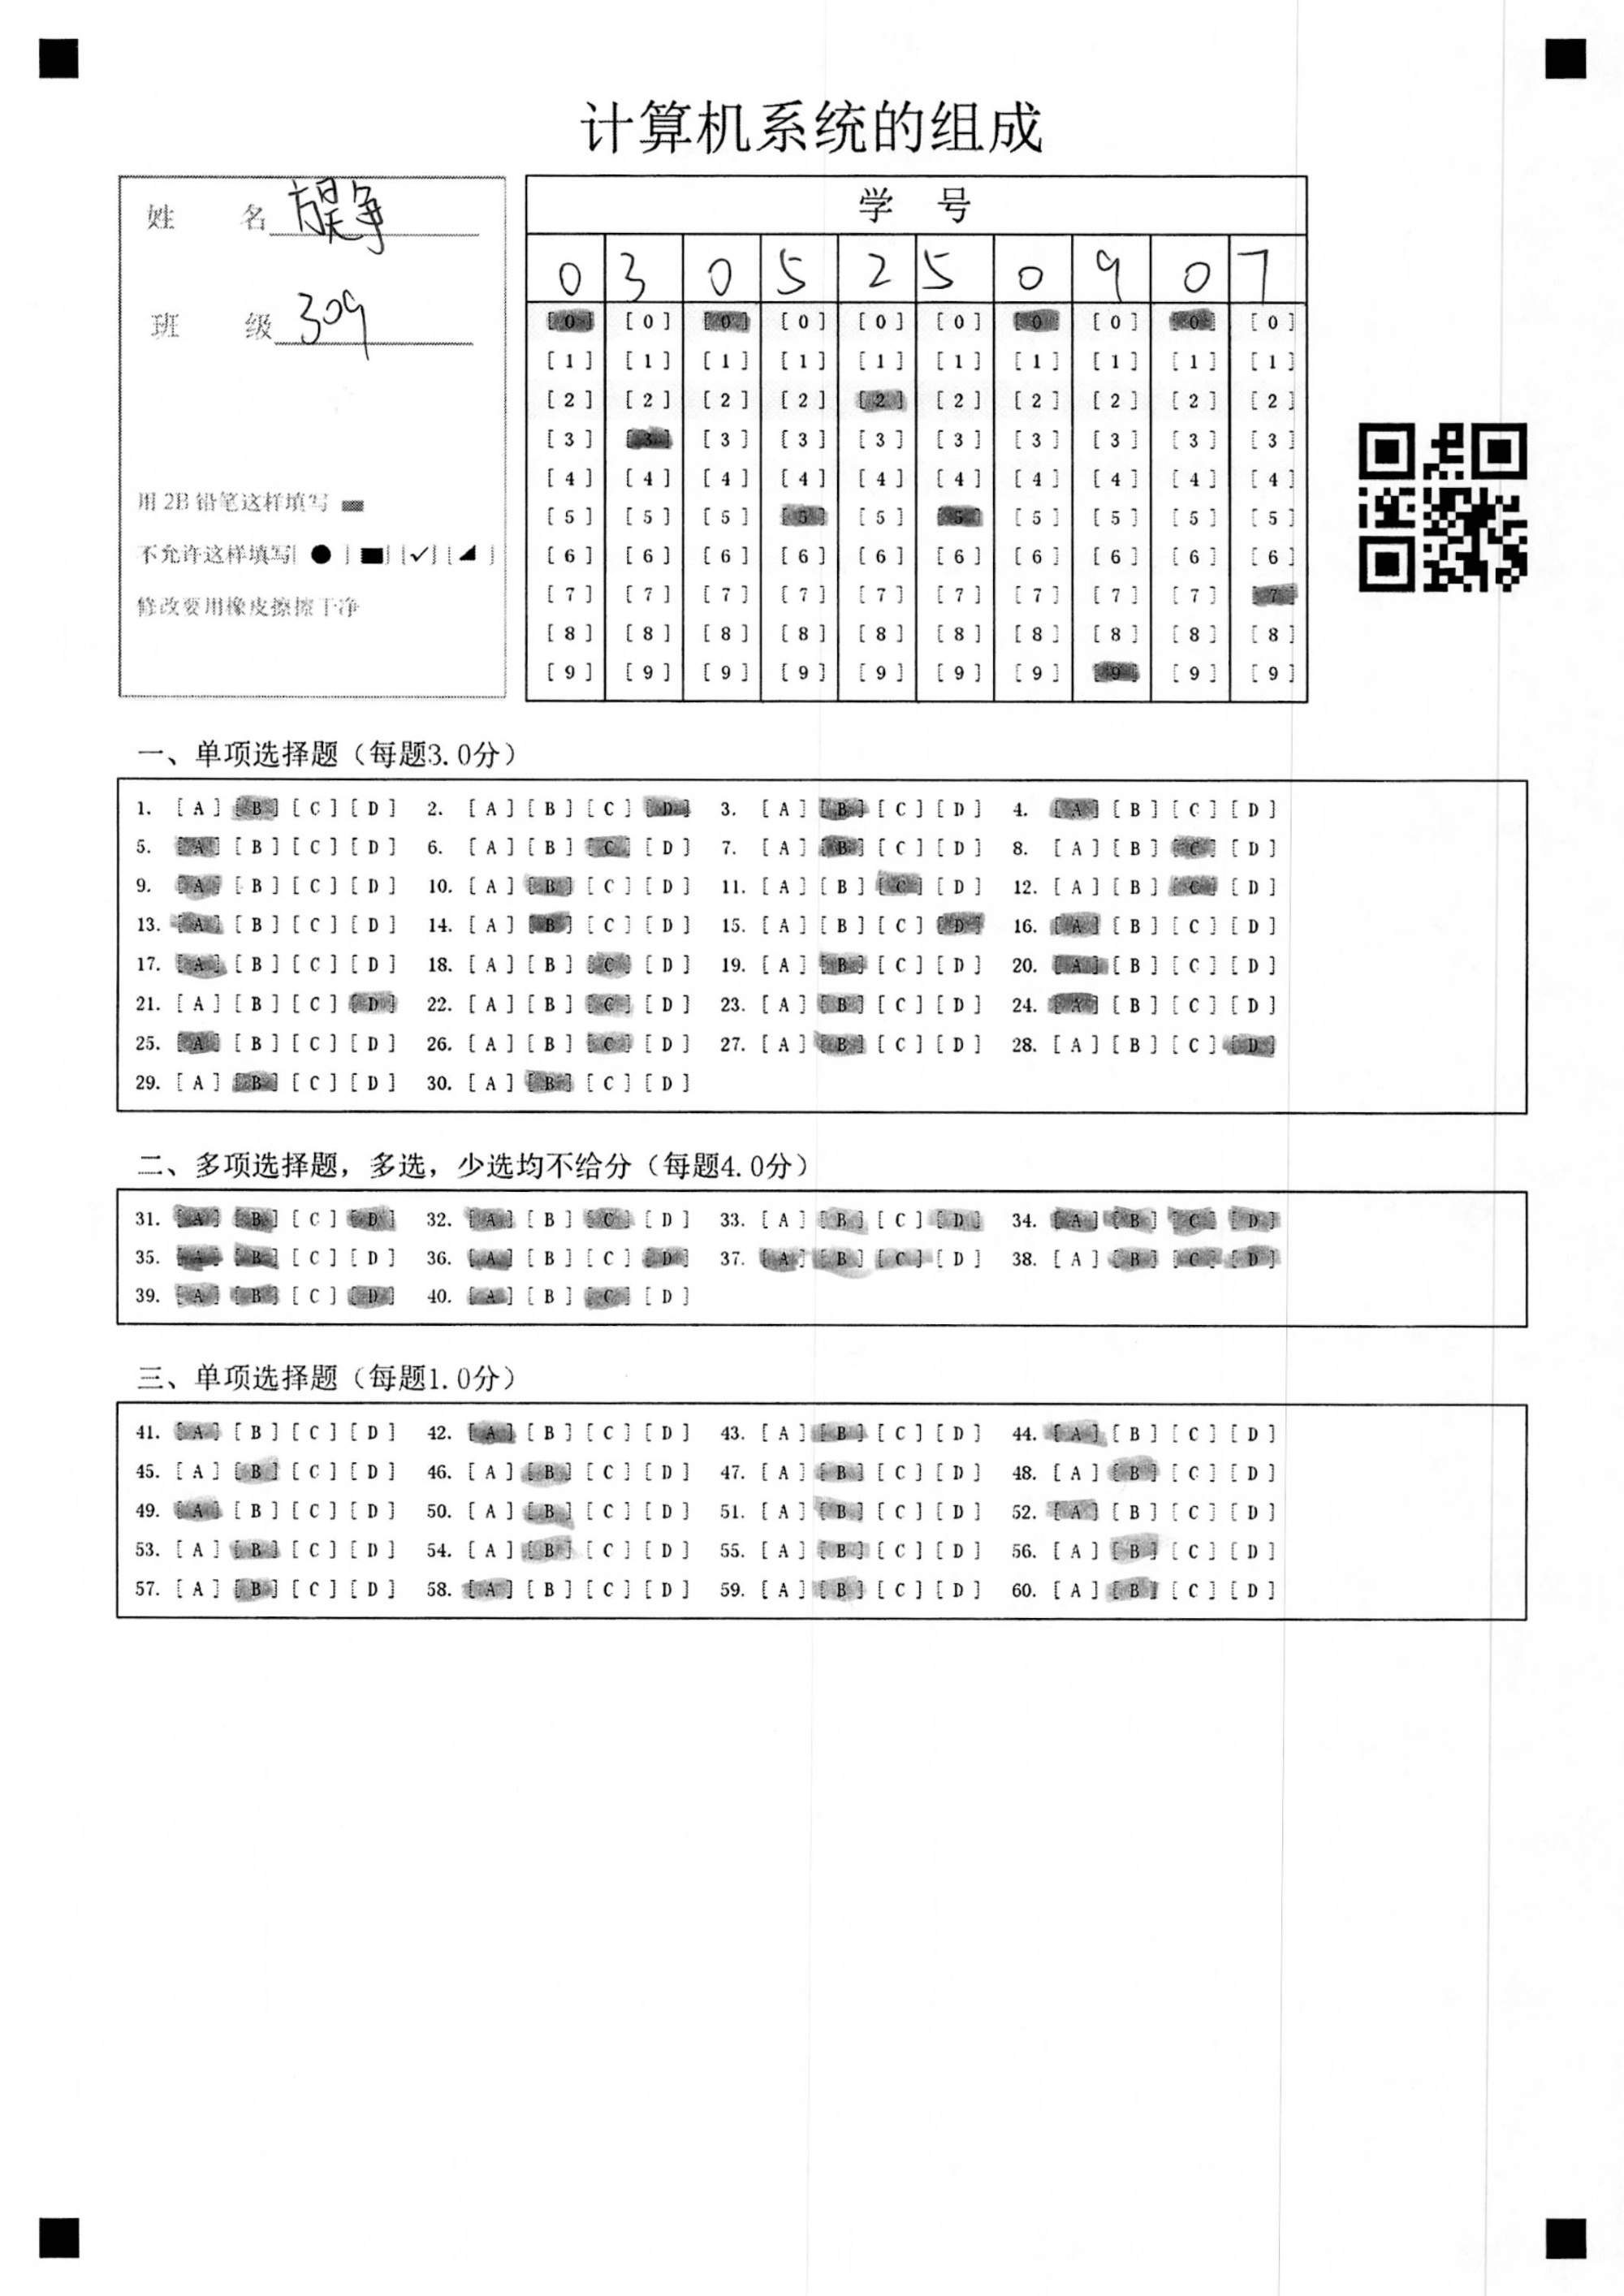 计算机系统的组成
姓 名 方昊争
班 级 309
用 2B 铅笔这样填写
不允许这样填写[ ● ] [■] [✓] [◢ ]
修改要用橡皮擦擦干净
学 号
0 3 0 5 2 5 0 9 0 7
[0] [0] [0] [0] [0] [0] [0] [0] [0] [0]
[1] [1] [1] [1] [1] [1] [1] [1] [1] [1]
[2] [2] [2] [2] [2] [2] [2] [2] [2] [2]
[3] [3] [3] [3] [3] [3] [3] [3] [3] [3]
[4] [4] [4] [4] [4] [4] [4] [4] [4] [4]
[5] [5] [5] [5] [5] [5] [5] [5] [5] [5]
[6] [6] [6] [6] [6] [6] [6] [6] [6] [6]
[7] [7] [7] [7] [7] [7] [7] [7] [7] [7]
[8] [8] [8] [8] [8] [8] [8] [8] [8] [8]
[9] [9] [9] [9] [9] [9] [9] [9] [9] [9]
一、单项选择题（每题3.0分）
1. [A] [B] [C] [D] 2. [A] [B] [C] [D] 3. [A] [B] [C] [D] 4. [A] [B] [C] [D]
5. [A] [B] [C] [D] 6. [A] [B] [C] [D] 7. [A] [B] [C] [D] 8. [A] [B] [C] [D]
9. [A] [B] [C] [D] 10. [A] [B] [C] [D] 11. [A] [B] [C] [D] 12. [A] [B] [C] [D]
13. [A] [B] [C] [D] 14. [A] [B] [C] [D] 15. [A] [B] [C] [D] 16. [A] [B] [C] [D]
17. [A] [B] [C] [D] 18. [A] [B] [C] [D] 19. [A] [B] [C] [D] 20. [A] [B] [C] [D]
21. [A] [B] [C] [D] 22. [A] [B] [C] [D] 23. [A] [B] [C] [D] 24. [A] [B] [C] [D]
25. [A] [B] [C] [D] 26. [A] [B] [C] [D] 27. [A] [B] [C] [D] 28. [A] [B] [C] [D]
29. [A] [B] [C] [D] 30. [A] [B] [C] [D]
二、多项选择题，多选，少选均不给分（每题4.0分）
31. [A] [B] [C] [D] 32. [A] [B] [C] [D] 33. [A] [B] [C] [D] 34. [A] [B] [C] [D]
35. [A] [B] [C] [D] 36. [A] [B] [C] [D] 37. [A] [B] [C] [D] 38. [A] [B] [C] [D]
39. [A] [B] [C] [D] 40. [A] [B] [C] [D]
三、单项选择题（每题1.0分）
41. [A] [B] [C] [D] 42. [A] [B] [C] [D] 43. [A] [B] [C] [D] 44. [A] [B] [C] [D]
45. [A] [B] [C] [D] 46. [A] [B] [C] [D] 47. [A] [B] [C] [D] 48. [A] [B] [C] [D]
49. [A] [B] [C] [D] 50. [A] [B] [C] [D] 51. [A] [B] [C] [D] 52. [A] [B] [C] [D]
53. [A] [B] [C] [D] 54. [A] [B] [C] [D] 55. [A] [B] [C] [D] 56. [A] [B] [C] [D]
57. [A] [B] [C] [D] 58. [A] [B] [C] [D] 59. [A] [B] [C] [D] 60. [A] [B] [C] [D]